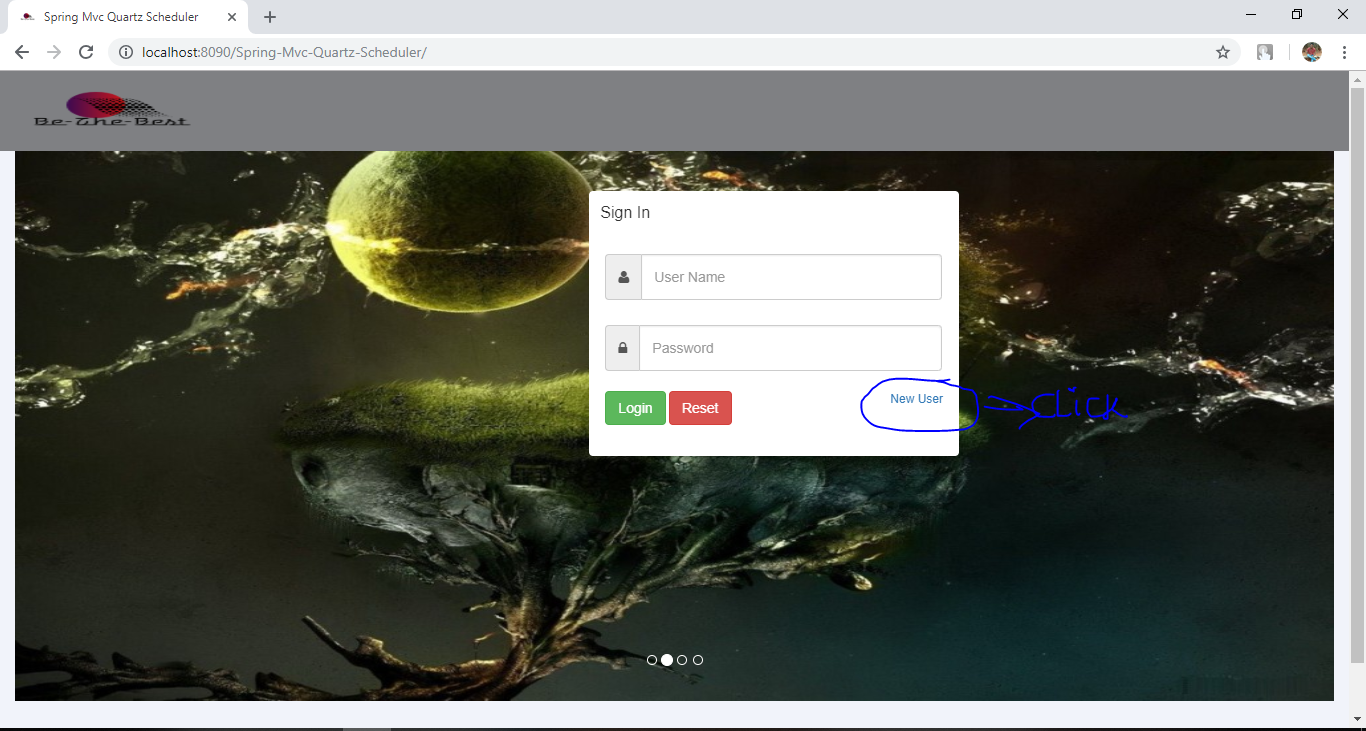 Spring Mvc Quartz Scheduler
localhost:8090/Spring-Mvc-Quartz-Scheduler/
Be-The-Best
Sign In
User Name
Password
Login Reset New User click